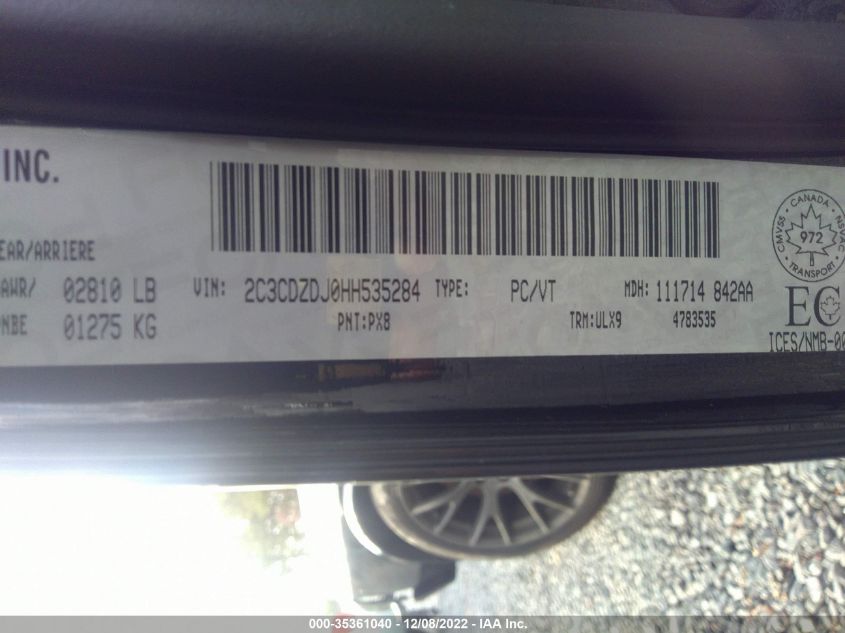 INC.
CMVSS · CANADA · NSVAC
972
TRANSPORT
EAR/ARRIERE
AWR/ 02810 LB VIN: 2C3CDZDJ0HH535284 TYPE: PC/VT MDH: 111714 842AA
NBE 01275 KG PNT:PX8 TRM:ULX9 4783535
EC
ICES/NMB-00
000-35361040 - 12/08/2022 - IAA Inc.